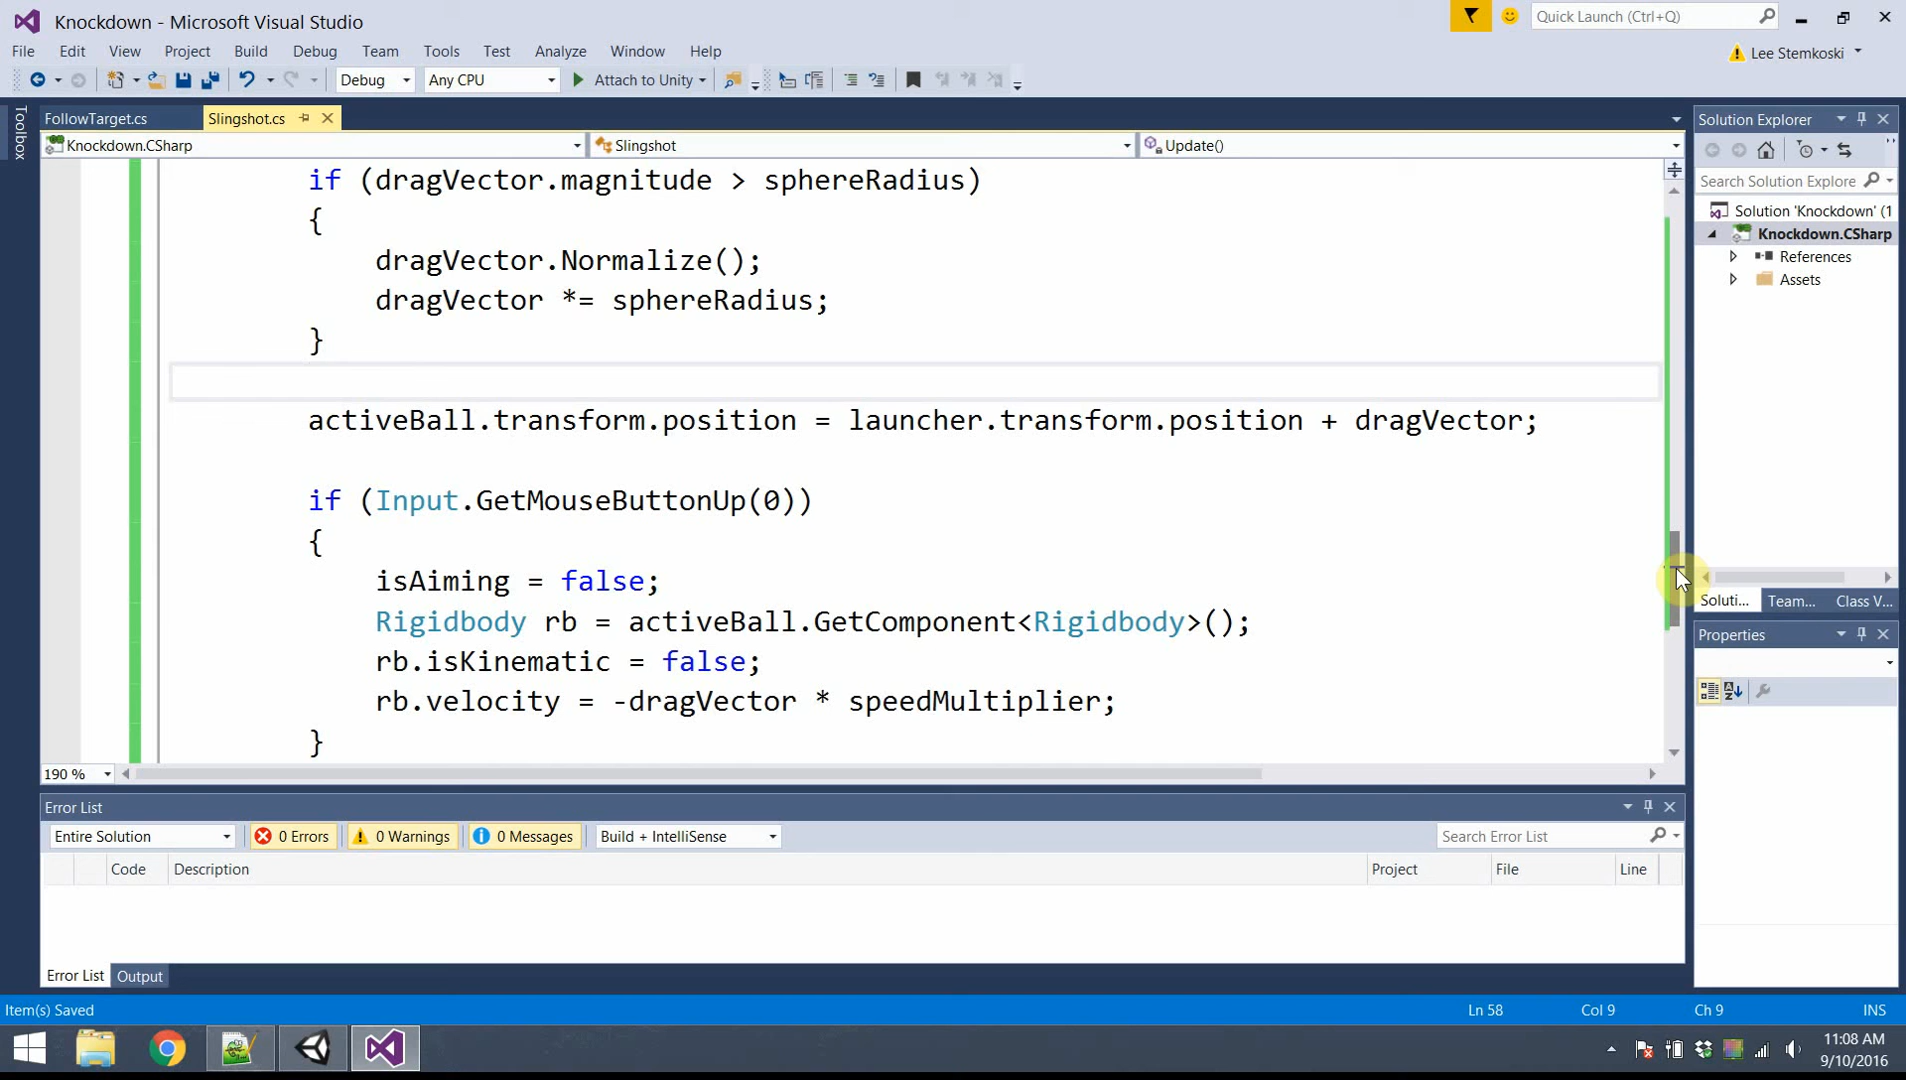 Knockdown - Microsoft Visual Studio
Quick Launch (Ctrl+Q)
File Edit View Project Build Debug Team Tools Test Analyze Window Help
Lee Stemkoski
Debug Any CPU Attach to Unity
Toolbox
FollowTarget.cs Slingshot.cs
Knockdown.CSharp Slingshot Update()
if (dragVector.magnitude > sphereRadius)
{
dragVector.Normalize();
dragVector *= sphereRadius;
}
activeBall.transform.position = launcher.transform.position + dragVector;
if (Input.GetMouseButtonUp(0))
{
isAiming = false;
Rigidbody rb = activeBall.GetComponent<Rigidbody>();
rb.isKinematic = false;
rb.velocity = -dragVector * speedMultiplier;
}
190 %
Solution Explorer
Search Solution Explore
Solution 'Knockdown' (1
Knockdown.CSharp
References
Assets
Soluti... Team... Class V...
Properties
Error List
Entire Solution 0 Errors 0 Warnings 0 Messages Build + IntelliSense Search Error List
Code Description Project File Line
Error List Output
Item(s) Saved Ln 58 Col 9 Ch 9 INS
11:08 AM
9/10/2016